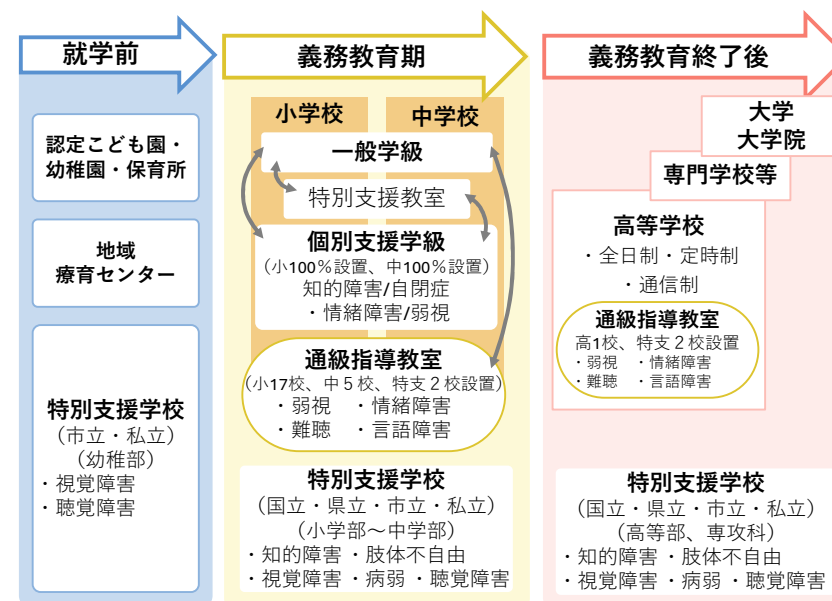 就学前
認定こども園・
幼稚園・保育所
地域
療育センター
特別支援学校
（市立・私立）
（幼稚部）
・視覚障害
・聴覚障害
義務教育期
小学校
中学校
一般学級
特別支援教室
個別支援学級
（小100％設置、中100％設置）
知的障害/自閉症
・情緒障害/弱視
通級指導教室
（小17校、中５校、特支２校設置）
・弱視　・情緒障害
・難聴　・言語障害
特別支援学校
（国立・県立・市立・私立）
（小学部～中学部）
・知的障害・肢体不自由
・視覚障害・病弱・聴覚障害
義務教育終了後
大学
大学院
専門学校等
高等学校
・全日制・定時制
・通信制
通級指導教室
高1校、特支２校設置
・弱視　・情緒障害
・難聴　・言語障害
特別支援学校
（国立・県立・市立・私立）
（高等部、専攻科）
・知的障害・肢体不自由
・視覚障害・病弱・聴覚障害